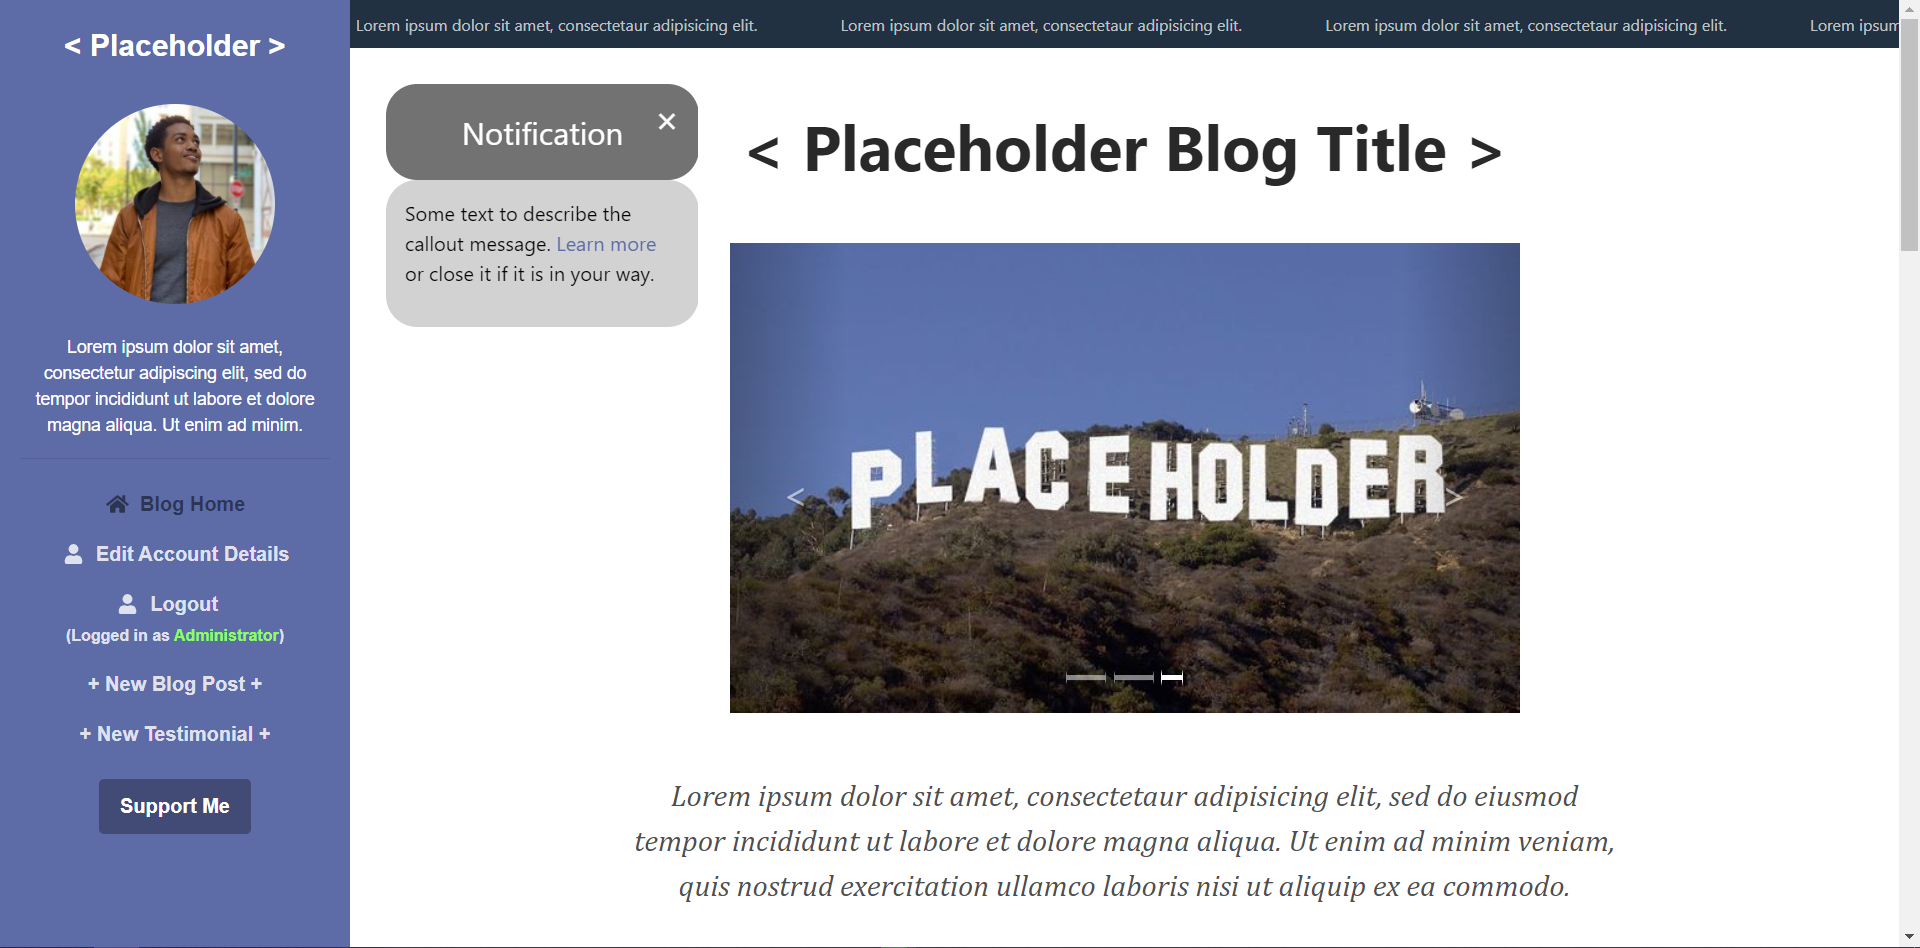 < Placeholder >
Lorem ipsum dolor sit amet,
consectetur adipiscing elit, sed do
tempor incididunt ut labore et dolore
magna aliqua. Ut enim ad minim.
Blog Home
Edit Account Details
Logout
(Logged in as Administrator)
+ New Blog Post +
+ New Testimonial +
Support Me
Lorem ipsum dolor sit amet, consectetaur adipisicing elit. Lorem ipsum dolor sit amet, consectetaur adipisicing elit. Lorem ipsum dolor sit amet, consectetaur adipisicing elit. Lorem ipsum
Notification ×
Some text to describe the
callout message. Learn more
or close it if it is in your way.
< Placeholder Blog Title >
PLACEHOLDER
< >
Lorem ipsum dolor sit amet, consectetaur adipisicing elit, sed do eiusmod
tempor incididunt ut labore et dolore magna aliqua. Ut enim ad minim veniam,
quis nostrud exercitation ullamco laboris nisi ut aliquip ex ea commodo.